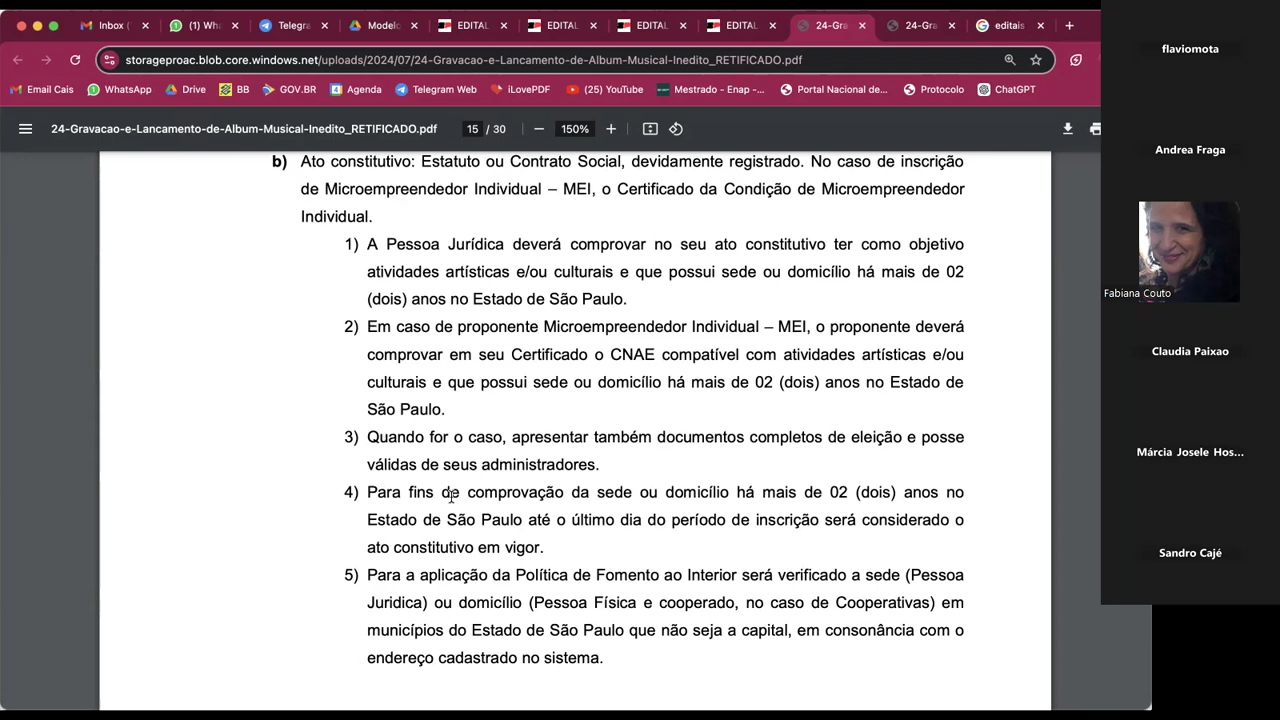 Inbox (
(1) Wha
Telegra
Modelo
EDITAL
EDITAL
EDITAL
EDITAL
24-Gra
24-Gra
editais
storageproac.blob.core.windows.net/uploads/2024/07/24-Gravacao-e-Lancamento-de-Album-Musical-Inedito_RETIFICADO.pdf
Email Cais
WhatsApp
Drive
BB
GOV.BR
Agenda
Telegram Web
iLovePDF
(25) YouTube
Mestrado - Enap -...
Portal Nacional de...
Protocolo
ChatGPT
24-Gravacao-e-Lancamento-de-Album-Musical-Inedito_RETIFICADO.pdf
15 / 30
150%
b) Ato constitutivo: Estatuto ou Contrato Social, devidamente registrado. No caso de inscrição
de Microempreendedor Individual – MEI, o Certificado da Condição de Microempreendedor
Individual.
1) A Pessoa Jurídica deverá comprovar no seu ato constitutivo ter como objetivo
atividades artísticas e/ou culturais e que possui sede ou domicílio há mais de 02
(dois) anos no Estado de São Paulo.
2) Em caso de proponente Microempreendedor Individual – MEI, o proponente deverá
comprovar em seu Certificado o CNAE compatível com atividades artísticas e/ou
culturais e que possui sede ou domicílio há mais de 02 (dois) anos no Estado de
São Paulo.
3) Quando for o caso, apresentar também documentos completos de eleição e posse
válidas de seus administradores.
4) Para fins de comprovação da sede ou domicílio há mais de 02 (dois) anos no
Estado de São Paulo até o último dia do período de inscrição será considerado o
ato constitutivo em vigor.
5) Para a aplicação da Política de Fomento ao Interior será verificado a sede (Pessoa
Juridica) ou domicílio (Pessoa Física e cooperado, no caso de Cooperativas) em
municípios do Estado de São Paulo que não seja a capital, em consonância com o
endereço cadastrado no sistema.
flaviomota
Andrea Fraga
Fabiana Couto
Claudia Paixao
Márcia Josele Hos...
Sandro Cajé